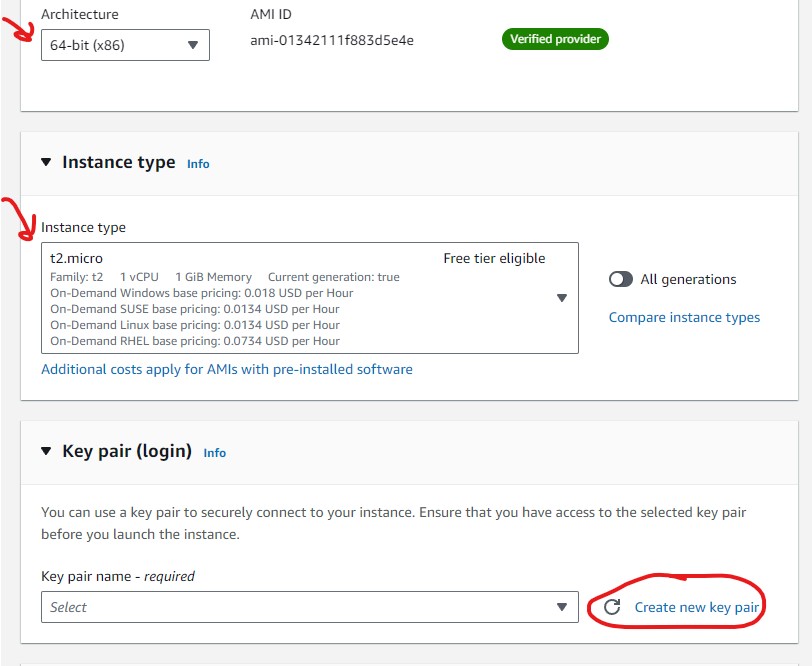 Architecture
AMI ID
64-bit (x86)
ami-01342111f883d5e4e
Verified provider
Instance type Info
Instance type
t2.micro Free tier eligible
Family: t2 1 vCPU 1 GiB Memory Current generation: true
On-Demand Windows base pricing: 0.018 USD per Hour
On-Demand SUSE base pricing: 0.0134 USD per Hour
On-Demand Linux base pricing: 0.0134 USD per Hour
On-Demand RHEL base pricing: 0.0734 USD per Hour
All generations
Compare instance types
Additional costs apply for AMIs with pre-installed software
Key pair (login) Info
You can use a key pair to securely connect to your instance. Ensure that you have access to the selected key pair
before you launch the instance.
Key pair name - required
Select
Create new key pair